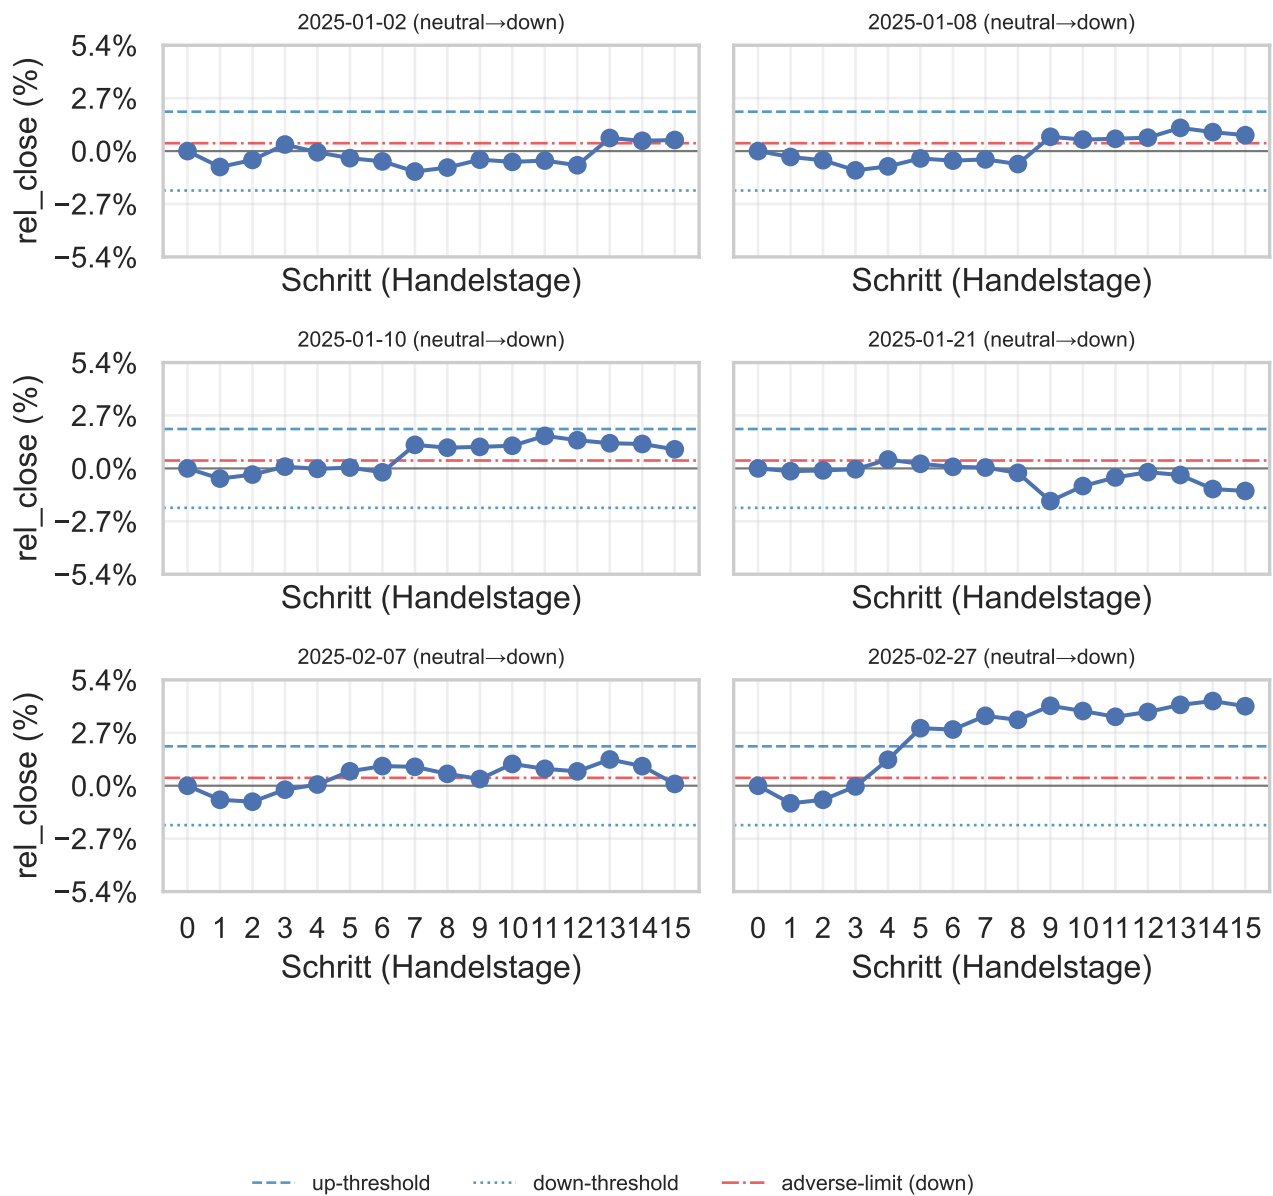 2025-01-02 (neutral→down)
2025-01-08 (neutral→down)
rel_close (%)
5.4%
2.7%
0.0%
−2.7%
−5.4%
Schritt (Handelstage)
Schritt (Handelstage)
2025-01-10 (neutral→down)
2025-01-21 (neutral→down)
rel_close (%)
5.4%
2.7%
0.0%
−2.7%
−5.4%
Schritt (Handelstage)
Schritt (Handelstage)
2025-02-07 (neutral→down)
2025-02-27 (neutral→down)
rel_close (%)
5.4%
2.7%
0.0%
−2.7%
−5.4%
0 1 2 3 4 5 6 7 8 9 10 11 12 13 14 15
0 1 2 3 4 5 6 7 8 9 10 11 12 13 14 15
Schritt (Handelstage)
Schritt (Handelstage)
up-threshold
down-threshold
adverse-limit (down)